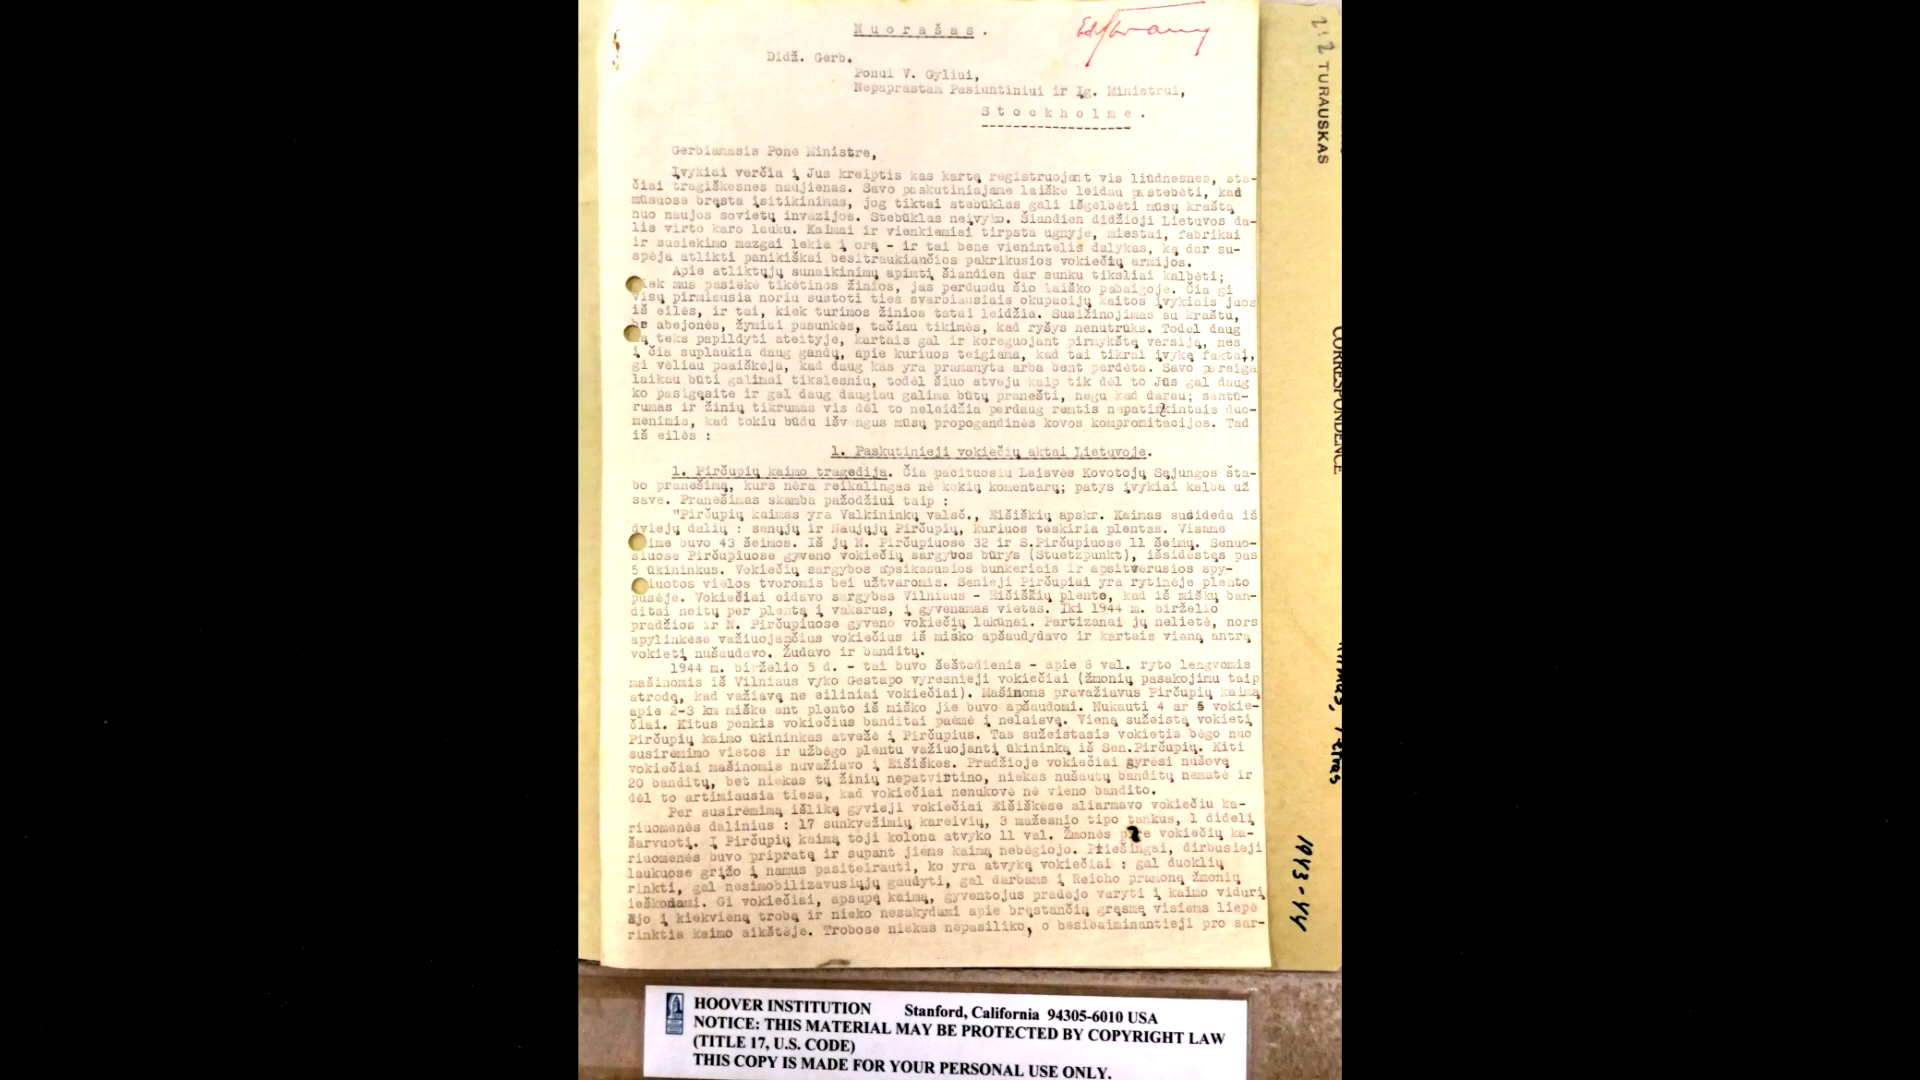 N u o r a š a s .
Didž. Gerb.
Ponui V. Gyliui,
Nepaprastam Pasiuntiniui ir Įg. Ministrui,
S t o c k h o l m e .
Gerbiamasis Pone Ministre,
Įvykiai verčia į Jus kreiptis kas kartą registruojant vis liūdnesnes, sta-
čiai tragiškesnes naujienas. Savo paskutiniajame laiške leidau pastebėti, kad
mūsuose bręsta įsitikinimas, jog tiktai stebūklas gali išgelbėti mūsų kraštą
nuo naujos sovietų invazijos. Stebūklas neįvyko. Šiandien didžioji Lietuvos da-
lis virto karo lauku. Kaimai ir vienkiemiai tirpsta ugnyje, miestai, fabrikai
ir susiekimo mazgai lekia į orą - ir tai bene vienintelis dalykas, ką dar su-
spėja atlikti panikiškai besitraukiančios pakrikusios vokiečių armijos.
Apie atliktųjų sunaikinimų apimtį šiandien dar sunku tiksliai kalbėti;
kiek mus pasiekė tikėtinos žinios, jas perduodu šio laiško pabaigoje. Čia gi
visų pirmiausia noriu sustoti ties svarbiausiais okupacijų kaitos įvykiais juos
iš eilės, ir tai, kiek turimos žinios tatai leidžia. Susižinojimas su kraštu,
be abejonės, žymiai pasunkės, tačiau tikimės, kad ryšys nenutrūks. Todėl daug
ką teks papildyti ateityje, kartais gal ir koreguojant pirmykštę versiją, nes
į čia suplaukia daug gandų, apie kuriuos teigiama, kad tai tikrai įvykę faktai,
gi vėliau paaiškėja, kad daug kas yra pramanyta arba bent perdėta. Savo pareiga
laikau būti galimai tikslesniu, todėl šiuo atveju kaip tik dėl to Jūs gal daug
ko pasigęsite ir gal daug daugiau galima būtų pranešti, negu kad darau; santū-
rumas ir žinių tikrumas vis dėl to neleidžia perdaug remtis nepatikrintais duo-
menimis, kad tokiu būdu išvengus mūsų propogandinės kovos kompromitacijos. Tad
iš eilės :
1. Paskutinieji vokiečių aktai Lietuvoje.
1. Pirčupių kaimo tragedija. Čia pacituosiu Laisvės Kovotojų Sąjungos šta-
bo pranešimą, kurs nėra reikalingas nė kokių komentarų; patys įvykiai kalba už
save. Pranešimas skamba pažodžiui taip :
"Pirčupių kaimas yra Valkininkų valsč., Eišiškių apskr. Kaimas susideda iš
dviejų dalių : senųjų ir Naujųjų Pirčupių, kuriuos teskiria plentas. Visame
kaime buvo 43 šeimos. Iš jų N. Pirčupiuose 32 ir S.Pirčupiuose 11 šeimų. Senuo-
siuose Pirčupiuose gyveno vokiečių sargybos būrys (Stuetzpunkt), išsidėstęs pas
5 ūkininkus. Vokiečių sargybos apsikasusios bunkeriais ir apsitvėrusios spy-
gliuotos vielos tvoromis bei užtvaromis. Senieji Pirčupiai yra rytinėje plento
pusėje. Vokiečiai eidavo sargybas Vilniaus - Eišiškių plente, kad iš miškų ban-
ditai neitų per plentą į vakarus, į gyvenamas vietas. Iki 1944 m. birželio
pradžios ir N. Pirčupiuose gyveno vokiečių lakūnai. Partizanai jų nelietė, nors
apylinkėse važiuojančius vokiečius iš miško apšaudydavo ir kartais vieną antrą
vokietį nušaudavo. Žudavo ir banditų.
1944 m. birželio 5 d. - tai buvo šeštadienis - apie 8 val. ryto lengvomis
mašinomis iš Vilniaus vyko Gestapo vyresnieji vokiečiai (žmonių pasakojimu taip
atrodę, kad važiavę ne eiliniai vokiečiai). Mašinoms pravažiavus Pirčupių kaimą
apie 2-3 km miške ant plento iš miško jie buvo apšaudomi. Nukauti 4 ar 5 vokie-
čiai. Kitus penkis vokiečius banditai paėmė į nelaisvę. Vieną sužeistą vokietį
Pirčupių kaimo ūkininkas atvežė į Pirčupius. Tas sužeistasis vokietis bėgo nuo
susirėmimo vietos ir užbėgo plentu važiuojantį ūkininką iš Sen.Pirčupių. Kiti
vokiečiai mašinomis nuvažiavo į Eišiškes. Pradžioje vokiečiai gyrėsi nušovę
20 banditų, bet niekas tų žinių nepatvirtino, niekas nušautų banditų nematė ir
dėl to artimiausia tiesa, kad vokiečiai nenukovė nė vieno bandito.
Per susirėmimą išlikę gyvieji vokiečiai Eišiškėse aliarmavo vokiečiu ka-
riuomenės dalinius : 17 sunkvežimių kareivių, 3 mažesnio tipo tankus, 1 didelį
šarvuotį. Į Pirčupių kaimą toji kolona atvyko 11 val. Žmonės prie vokiečių ka-
riuomenės buvo pripratę ir supant jiems kaimą nebėgiojo. Priešingai, dirbusieji
laukuose grįžo į namus pasiteirauti, ko yra atvykę vokiečiai : gal duoklių
rinkti, gal nesimobilizavusiųjų gaudyti, gal darbams į Reicho pramonę žmonių
ieškodami. Gi vokiečiai, apsupę kaimą, gyventojus pradėjo varyti į kaimo vidurį
Ėjo į kiekvieną trobą ir nieko nesakydami apie bręstančią grėsmę visiems liepė
rinktis kaimo aikštėje. Trobose niekas nepasiliko, o besibaiminantieji pro sar-
2:2 TURAUSKAS
CORRESPONDENCE
1943-44
HOOVER INSTITUTION Stanford, California 94305-6010 USA
NOTICE: THIS MATERIAL MAY BE PROTECTED BY COPYRIGHT LAW
(TITLE 17, U.S. CODE)
THIS COPY IS MADE FOR YOUR PERSONAL USE ONLY.